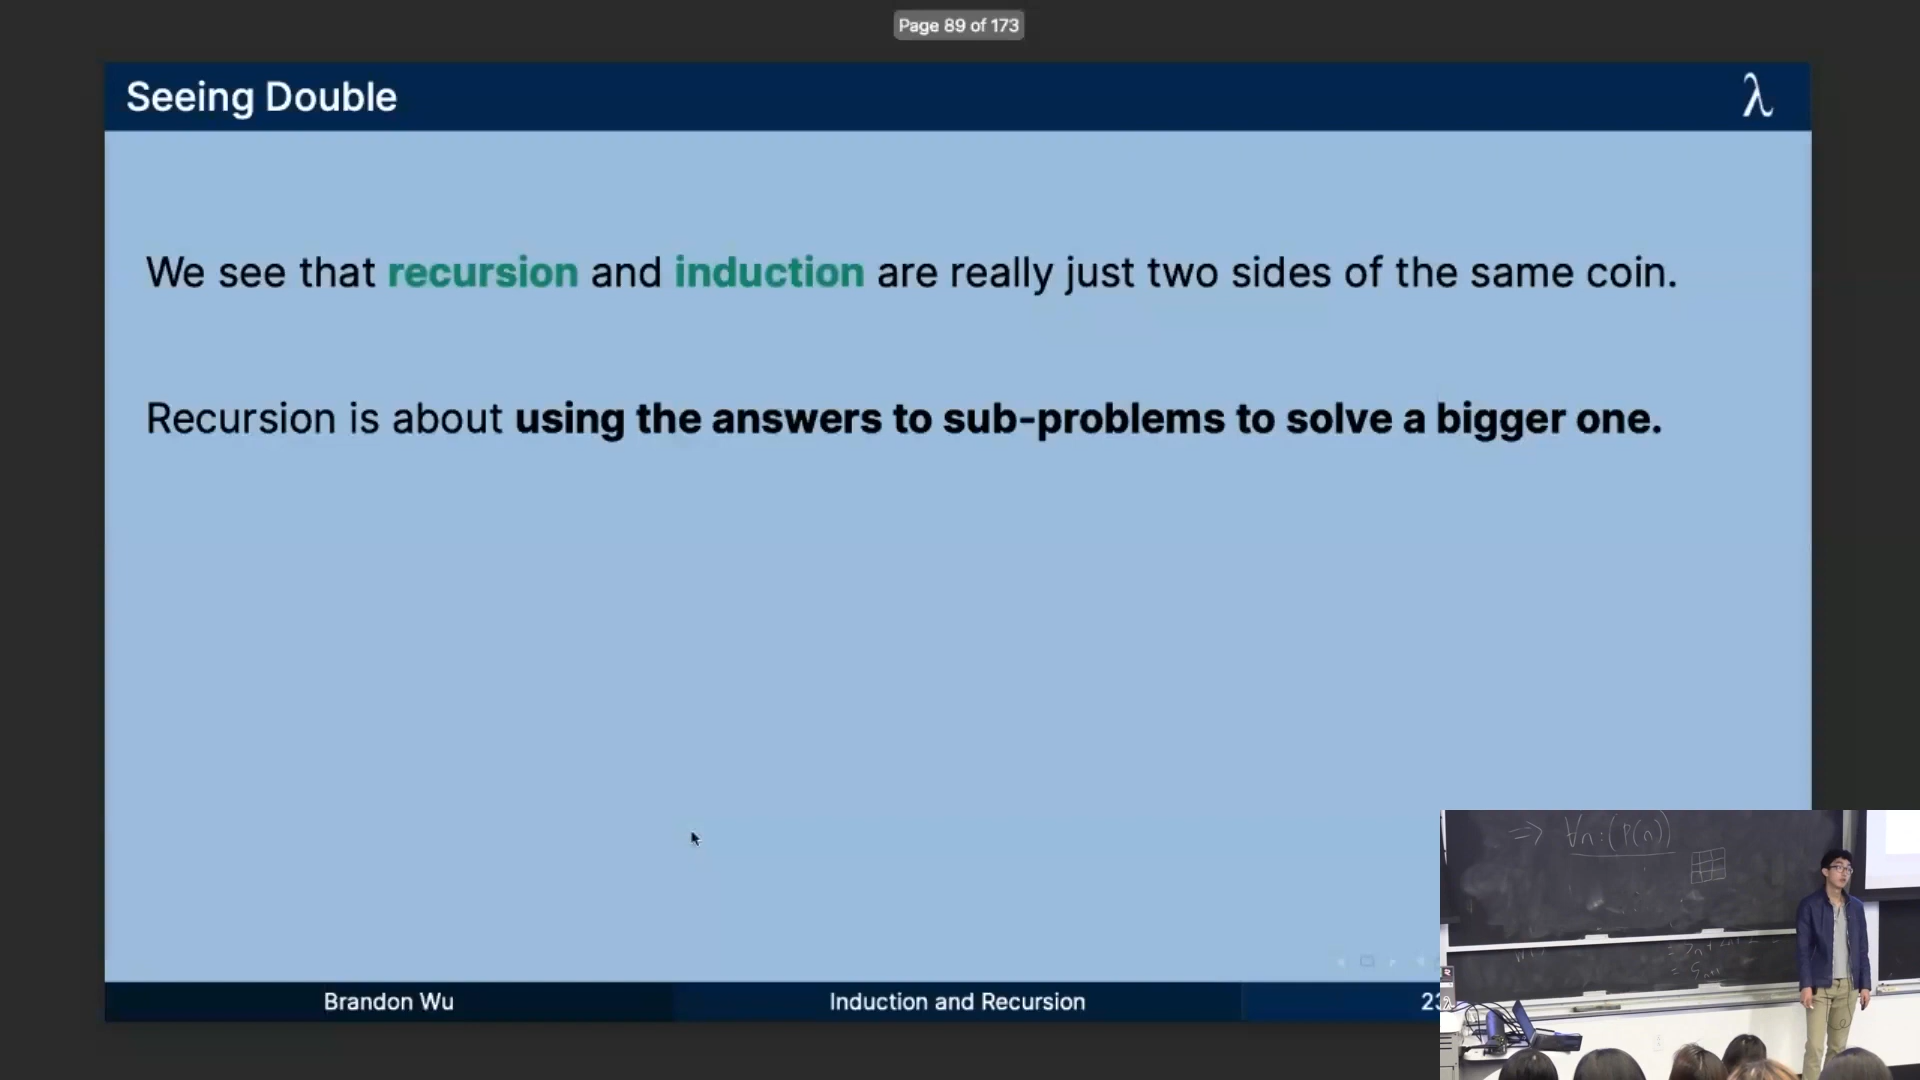 Page 89 of 173
Seeing Double
λ
We see that recursion and induction are really just two sides of the same coin.
Recursion is about using the answers to sub-problems to solve a bigger one.
⇒ ∀n:(P(n))
Brandon Wu
Induction and Recursion
23